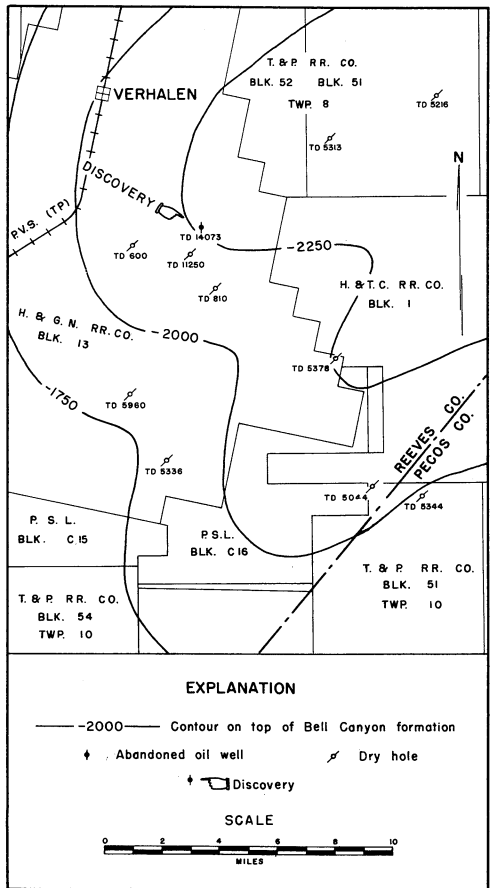 T. & P. RR. CO.
BLK. 52 BLK. 51
TWP. 8
TD 5216
VERHALEN
TD 5313
N
DISCOVERY
P.V.S. (TP)
TD 14073
TD 600
TD 11250
-2250
TD 810
H. & T. C. RR. CO.
BLK. 1
H. & G. N. RR. CO.
BLK. 13
-2000
TD 5378
-1750
TD 5960
REEVES CO.
PECOS CO.
TD 5336
TD 5044
TD 5344
P. S. L.
BLK. C 15
P.S.L.
BLK. C 16
T. & P. RR. CO.
BLK. 51
TWP. 10
T. & P. RR. CO.
BLK. 54
TWP. 10
EXPLANATION
-2000 Contour on top of Bell Canyon formation
Abandoned oil well Dry hole
Discovery
SCALE
0 2 4 6 8 10
MILES